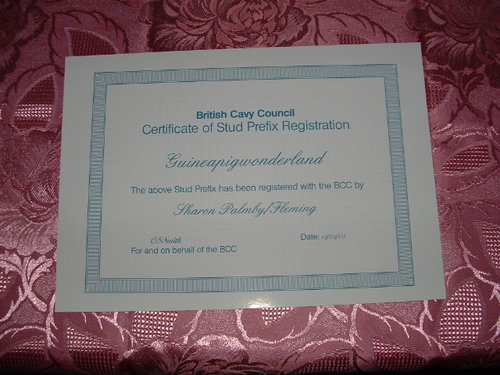 British Cavy Council
Certificate of Stud Prefix Registration
Guineapigwonderland
The above Stud Prefix has been registered with the BCC by
Sharon Palmby/Fleming
Date:
For and on behalf of the BCC